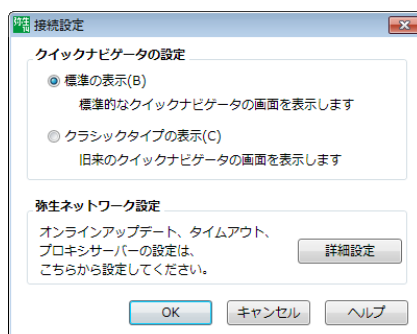 弥生
接続設定
クイックナビゲータの設定
標準の表示(B)
標準的なクイックナビゲータの画面を表示します
クラシックタイプの表示(C)
旧来のクイックナビゲータの画面を表示します
弥生ネットワーク設定
オンラインアップデート、タイムアウト、
プロキシサーバーの設定は、
こちらから設定してください。
詳細設定
OK
キャンセル
ヘルプ